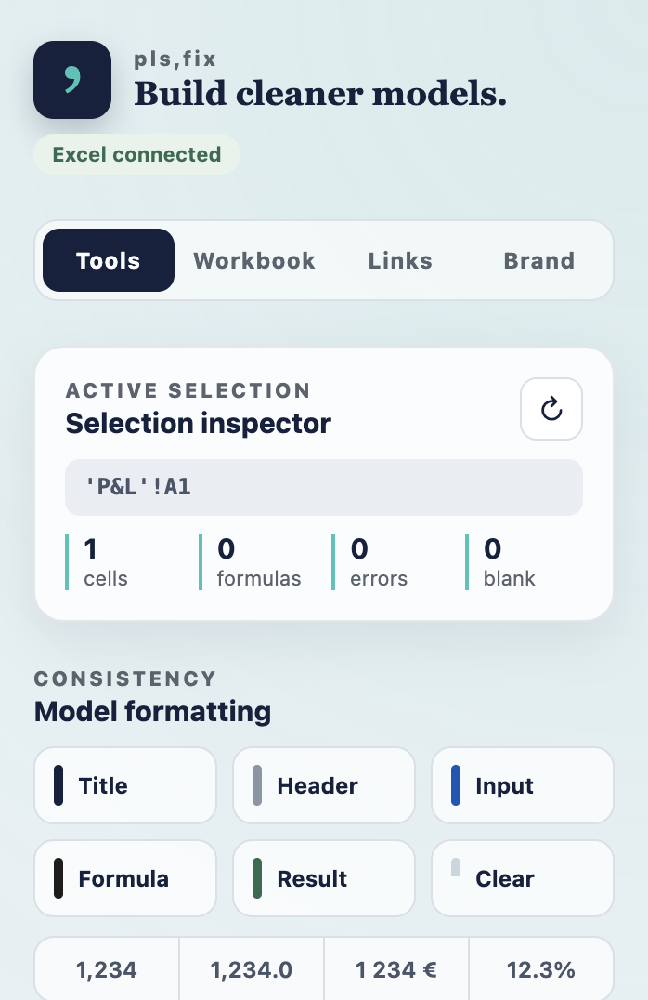 pls,fix
Build cleaner models.
Excel connected
Tools Workbook Links Brand
ACTIVE SELECTION
Selection inspector
'P&L'!A1
1 0 0 0
cells formulas errors blank
CONSISTENCY
Model formatting
Title Header Input
Formula Result Clear
1,234 1,234.0 1 234 € 12.3%